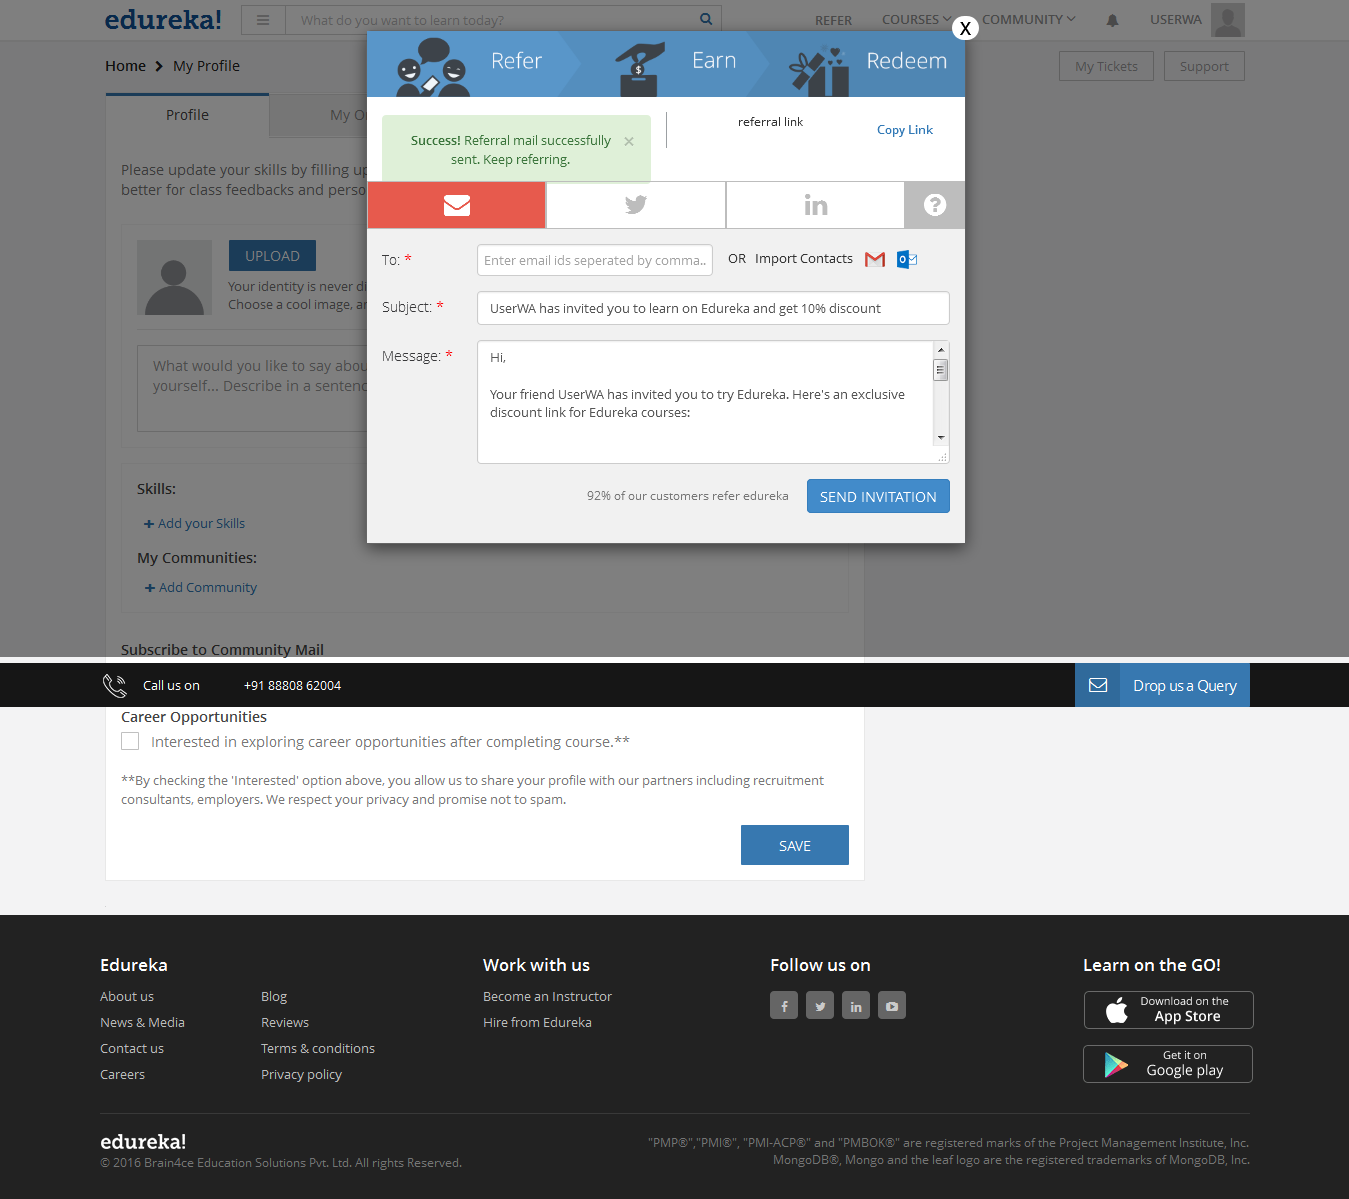 edureka!
What do you want to learn today?
REFER
COURSES
COMMUNITY
USERWA
X
Refer
Earn
Redeem
Home
My Profile
My Tickets
Support
Profile
My O
Success! Referral mail successfully
sent. Keep referring.
×
referral link
Copy Link
Please update your skills by filling
better for class feedbacks and
?
UPLOAD
Your identity is never
Choose a cool image,
What would you like to say
yourself... Describe in a
To: *
Enter email ids seperated by comma..
OR Import Contacts
Subject: *
UserWA has invited you to learn on Edureka and get 10% discount
Message: *
Hi,
Your friend UserWA has invited you to try Edureka. Here's an exclusive
discount link for Edureka courses:
92% of our customers refer edureka
SEND INVITATION
Skills:
Add your Skills
My Communities:
Add Community
Subscribe to Community Mail
Call us on
+91 88808 62004
Drop us a Query
Career Opportunities
Interested in exploring career opportunities after completing course.**
**By checking the 'Interested' option above, you allow us to share your profile with our partners including recruitment
consultants, employers. We respect your privacy and promise not to spam.
SAVE
Edureka
About us
News & Media
Contact us
Careers
Blog
Reviews
Terms & conditions
Privacy policy
Work with us
Become an Instructor
Hire from Edureka
Follow us on
Learn on the GO!
Download on the
App Store
Get it on
Google play
edureka!
© 2016 Brain4ce Education Solutions Pvt. Ltd. All rights Reserved.
"PMP®","PMI®", "PMI-ACP®" and "PMBOK®" are registered marks of the Project Management Institute, Inc.
MongoDB®, Mongo and the leaf logo are the registered trademarks of MongoDB, Inc.